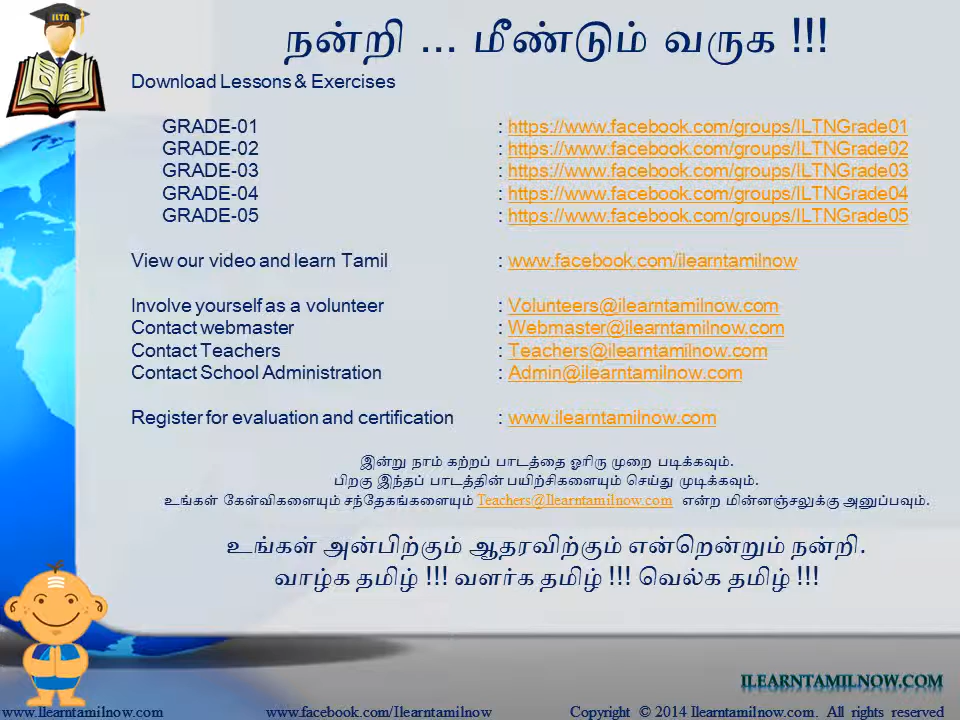 ILTN
நன்றி ... மீண்டும் வருக !!!
Download Lessons & Exercises
GRADE-01 : https://www.facebook.com/groups/ILTNGrade01
GRADE-02 : https://www.facebook.com/groups/ILTNGrade02
GRADE-03 : https://www.facebook.com/groups/ILTNGrade03
GRADE-04 : https://www.facebook.com/groups/ILTNGrade04
GRADE-05 : https://www.facebook.com/groups/ILTNGrade05
View our video and learn Tamil : www.facebook.com/ilearntamilnow
Involve yourself as a volunteer : Volunteers@ilearntamilnow.com
Contact webmaster : Webmaster@ilearntamilnow.com
Contact Teachers : Teachers@ilearntamilnow.com
Contact School Administration : Admin@ilearntamilnow.com
Register for evaluation and certification : www.ilearntamilnow.com
இன்று நாம் கற்றப் பாடத்தை ஓரிரு முறை படிக்கவும்.
பிறகு இந்தப் பாடத்தின் பயிற்சிகளையும் செய்து முடிக்கவும்.
உங்கள் கேள்விகளையும் சந்தேகங்களையும் Teachers@Ilearntamilnow.com என்ற மின்னஞ்சலுக்கு அனுப்பவும்.
உங்கள் அன்பிற்கும் ஆதரவிற்கும் என்றென்றும் நன்றி.
வாழ்க தமிழ் !!! வளர்க தமிழ் !!! வெல்க தமிழ் !!!
ILEARNTAMILNOW.COM
www.Ilearntamilnow.com www.facebook.com/Ilearntamilnow Copyright © 2014 Ilearntamilnow.com. All rights reserved